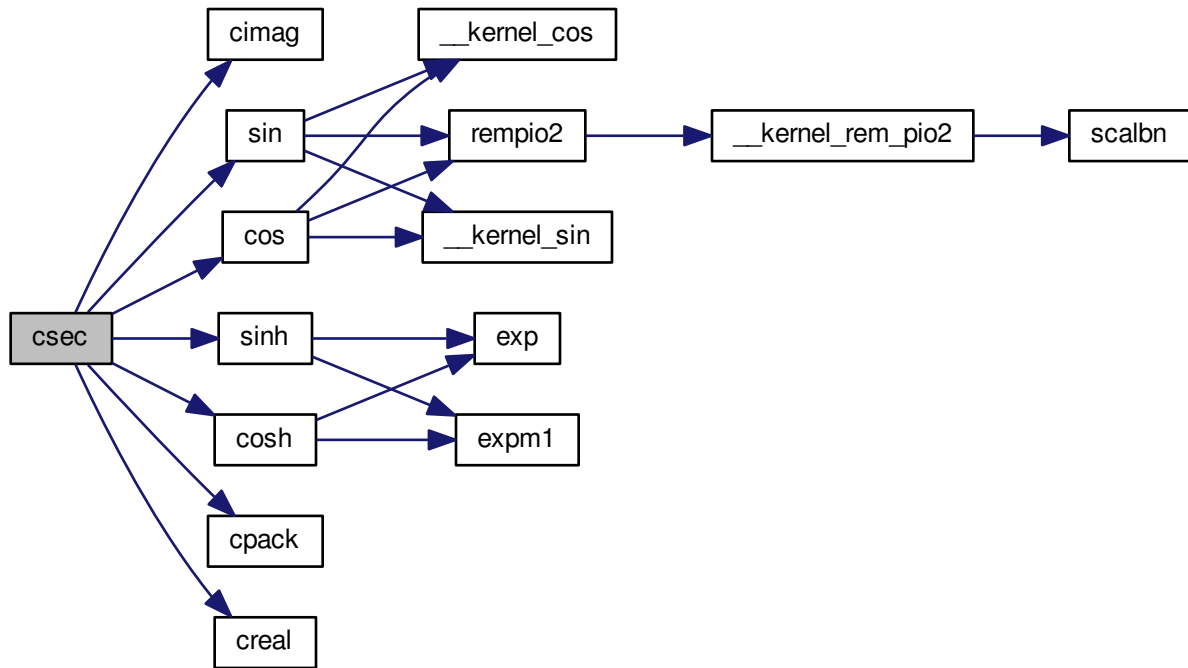 cimag
__kernel_cos
sin
rempio2
__kernel_rem_pio2
scalbn
cos
__kernel_sin
csec
sinh
exp
cosh
expm1
cpack
creal